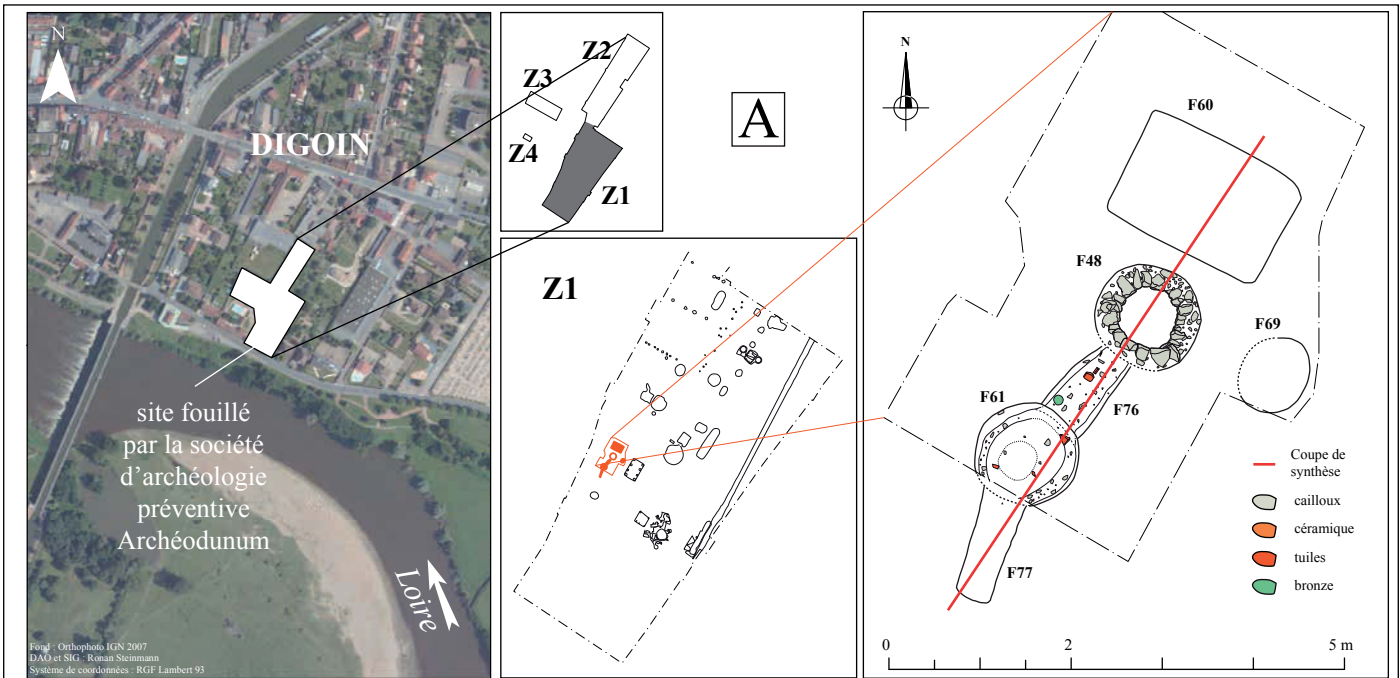 N
DIGOIN
site fouillé
par la société
d'archéologie
préventive
Archéodunum
Loire
Fond : Orthophoto IGN 2007
DAO et SIG : Ronan Steinmann
Système de coordonnées : RGF Lambert 93
Z2
Z3
Z4
Z1
A
Z1
N
F60
F48
F69
F61
F76
F77
Coupe de
synthèse
cailloux
céramique
tuiles
bronze
0
2
5 m